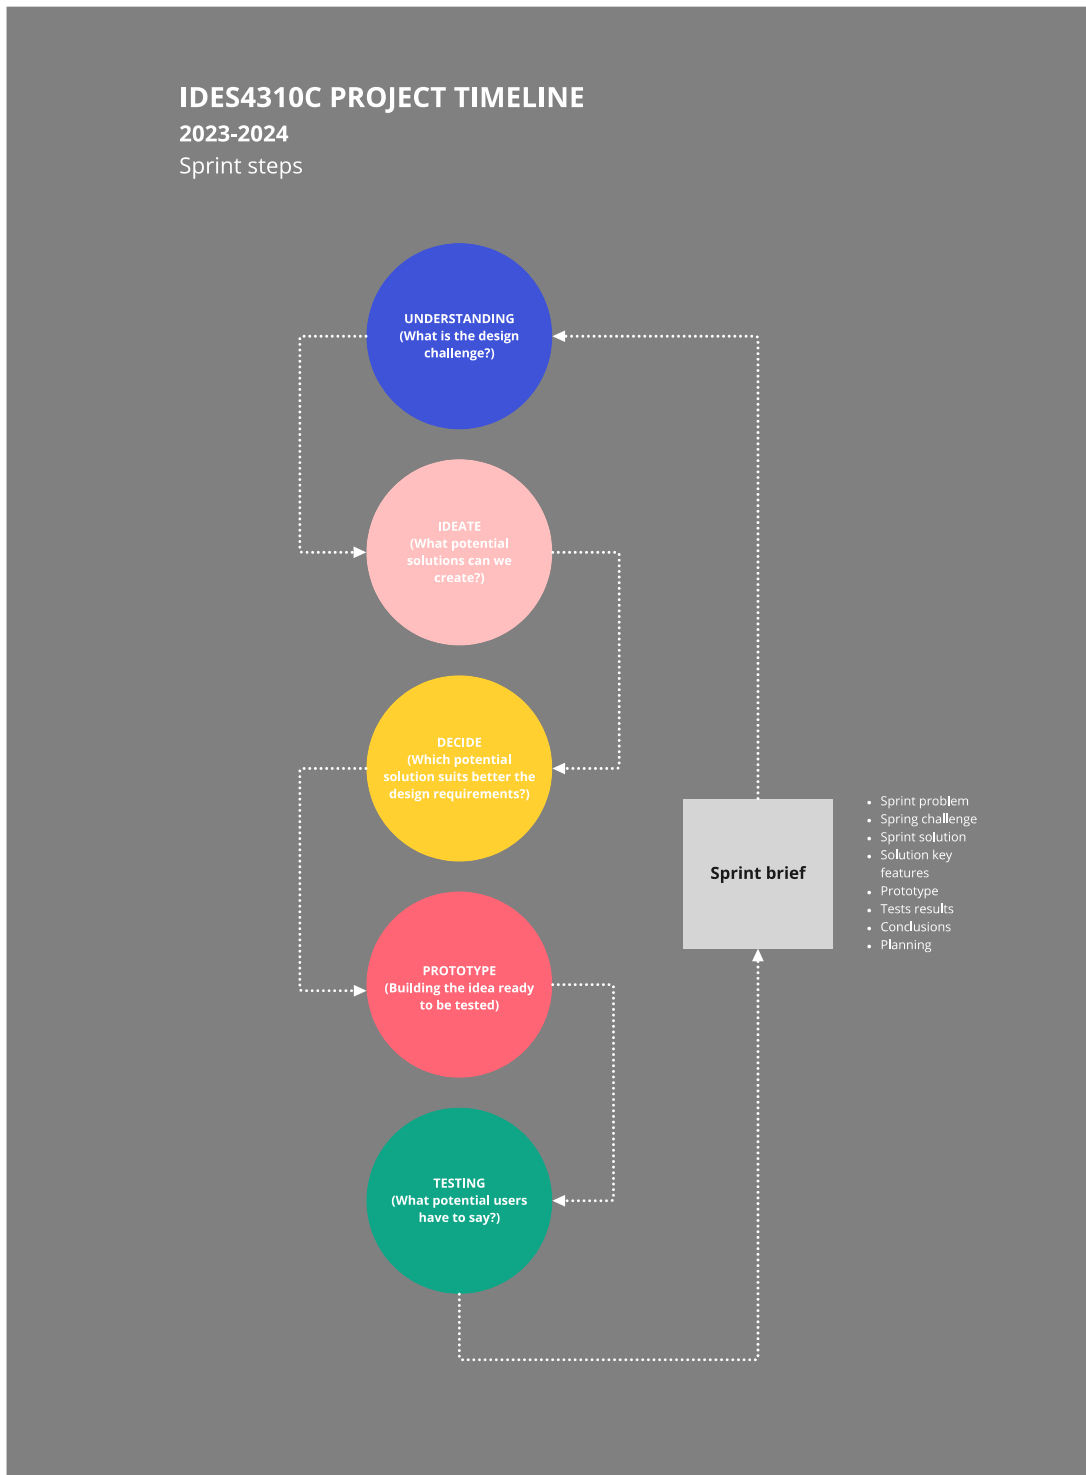 IDES4310C PROJECT TIMELINE
2023-2024
Sprint steps
UNDERSTANDING
(What is the design
challenge?)
IDEATE
(What potential
solutions can we
create?)
DECIDE
(Which potential
solution suits better the
design requirements?)
PROTOTYPE
(Building the idea ready
to be tested)
TESTING
(What potential users
have to say?)
Sprint brief
• Sprint problem
• Spring challenge
• Sprint solution
• Solution key
features
• Prototype
• Tests results
• Conclusions
• Planning